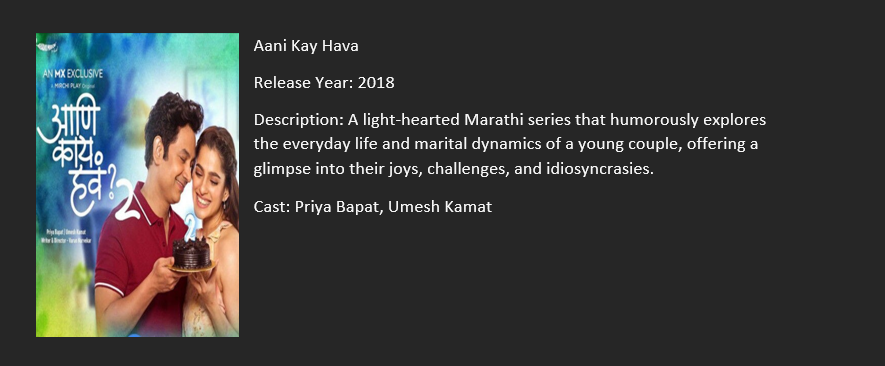 AN MX EXCLUSIVE
A MIRCHI PLAY Original
आणि
काय
हवं?
2
2
Priya Bapat | Umesh Kamat
Writer & Director - Varun Narvekar
Aani Kay Hava
Release Year: 2018
Description: A light-hearted Marathi series that humorously explores
the everyday life and marital dynamics of a young couple, offering a
glimpse into their joys, challenges, and idiosyncrasies.
Cast: Priya Bapat, Umesh Kamat